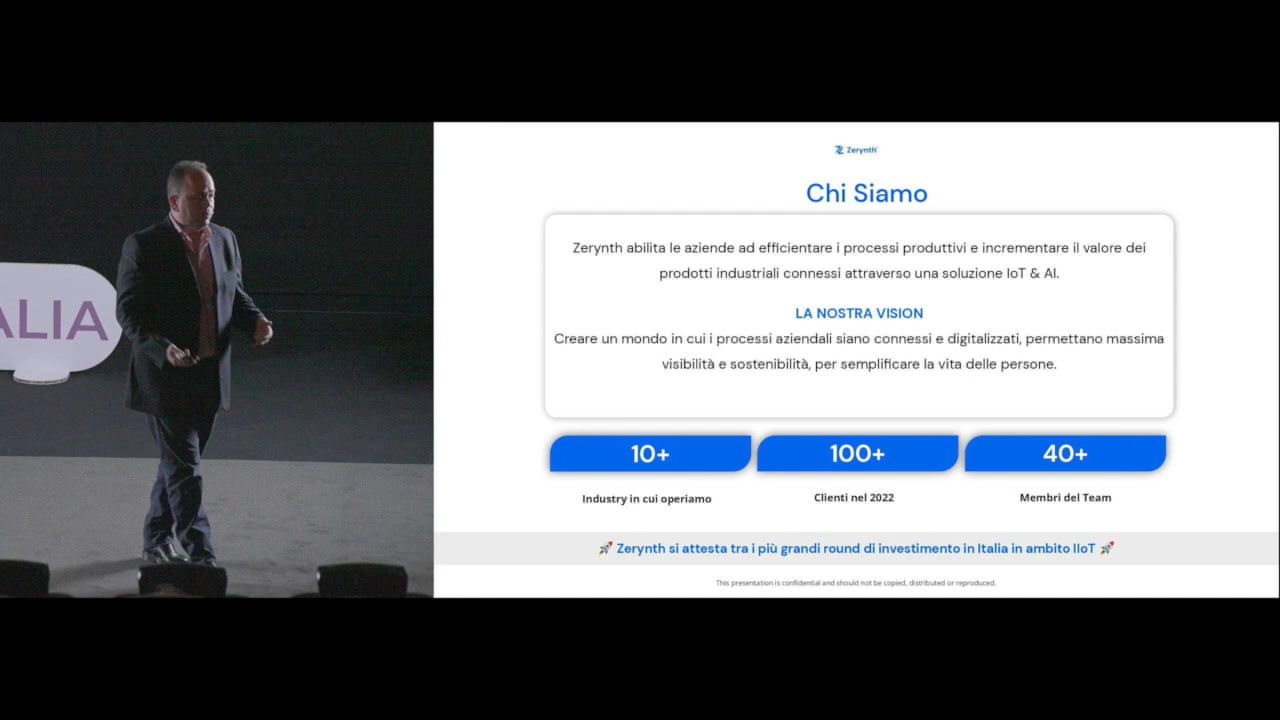 ALIA
Zerynth
Chi Siamo
Zerynth abilita le aziende ad efficientare i processi produttivi e incrementare il valore dei
prodotti industriali connessi attraverso una soluzione IoT & AI.
LA NOSTRA VISION
Creare un mondo in cui i processi aziendali siano connessi e digitalizzati, permettano massima
visibilità e sostenibilità, per semplificare la vita delle persone.
10+
100+
40+
Industry in cui operiamo
Clienti nel 2022
Membri del Team
🚀 Zerynth si attesta tra i più grandi round di investimento in Italia in ambito IIoT 🚀
This presentation is confidential and should not be copied, distributed or reproduced.